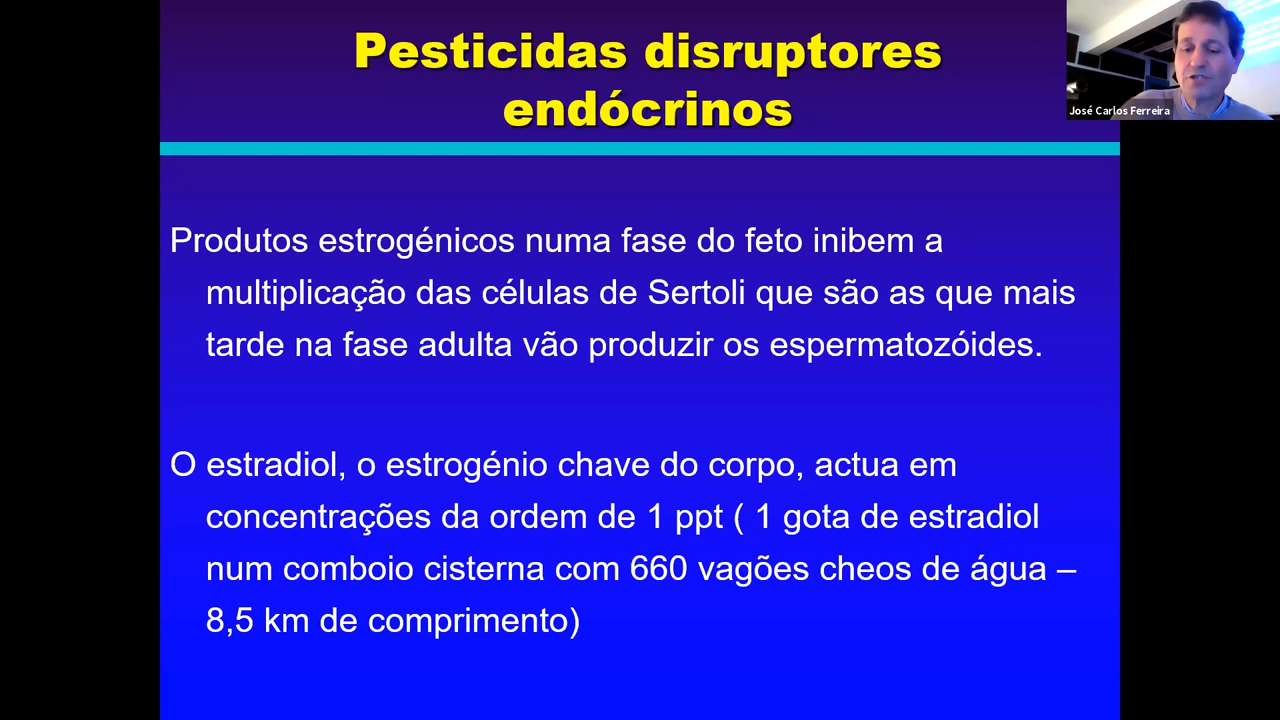 Pesticidas disruptores
endócrinos
José Carlos Ferreira
Produtos estrogénicos numa fase do feto inibem a
multiplicação das células de Sertoli que são as que mais
tarde na fase adulta vão produzir os espermatozóides.
O estradiol, o estrogénio chave do corpo, actua em
concentrações da ordem de 1 ppt ( 1 gota de estradiol
num comboio cisterna com 660 vagões cheos de água –
8,5 km de comprimento)